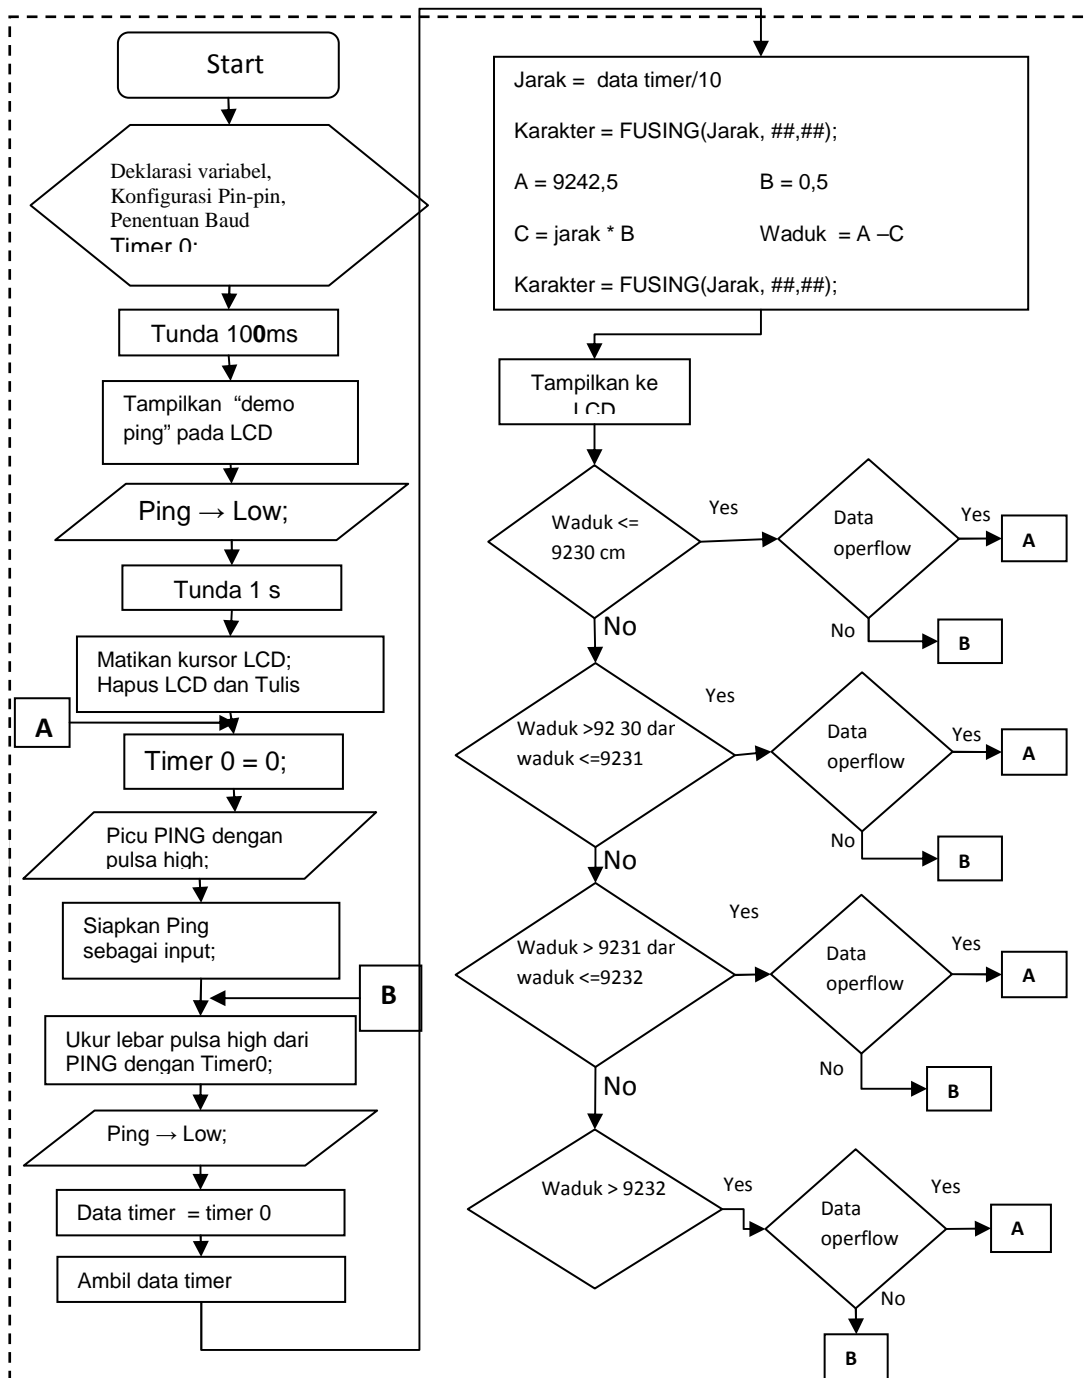 Start
Deklarasi variabel,
Konfigurasi Pin-pin,
Penentuan Baud
Timer 0;
Tunda 100ms
Tampilkan “demo
ping” pada LCD
Ping → Low;
Tunda 1 s
Matikan kursor LCD;
Hapus LCD dan Tulis
A
Timer 0 = 0;
Picu PING dengan
pulsa high;
Siapkan Ping
sebagai input;
B
Ukur lebar pulsa high dari
PING dengan Timer0;
Ping → Low;
Data timer = timer 0
Ambil data timer
Jarak = data timer/10
Karakter = FUSING(Jarak, ##,##);
A = 9242,5 B = 0,5
C = jarak * B Waduk = A –C
Karakter = FUSING(Jarak, ##,##);
Tampilkan ke
LCD
Waduk <=
9230 cm
Yes
Data
operflow
Yes
A
No
B
No
Waduk >92 30 dar
waduk <=9231
Yes
Data
operflow
Yes
A
No
B
No
Waduk > 9231 dar
waduk <=9232
Yes
Data
operflow
Yes
A
No
B
No
Waduk > 9232
Yes
Data
operflow
Yes
A
No
B